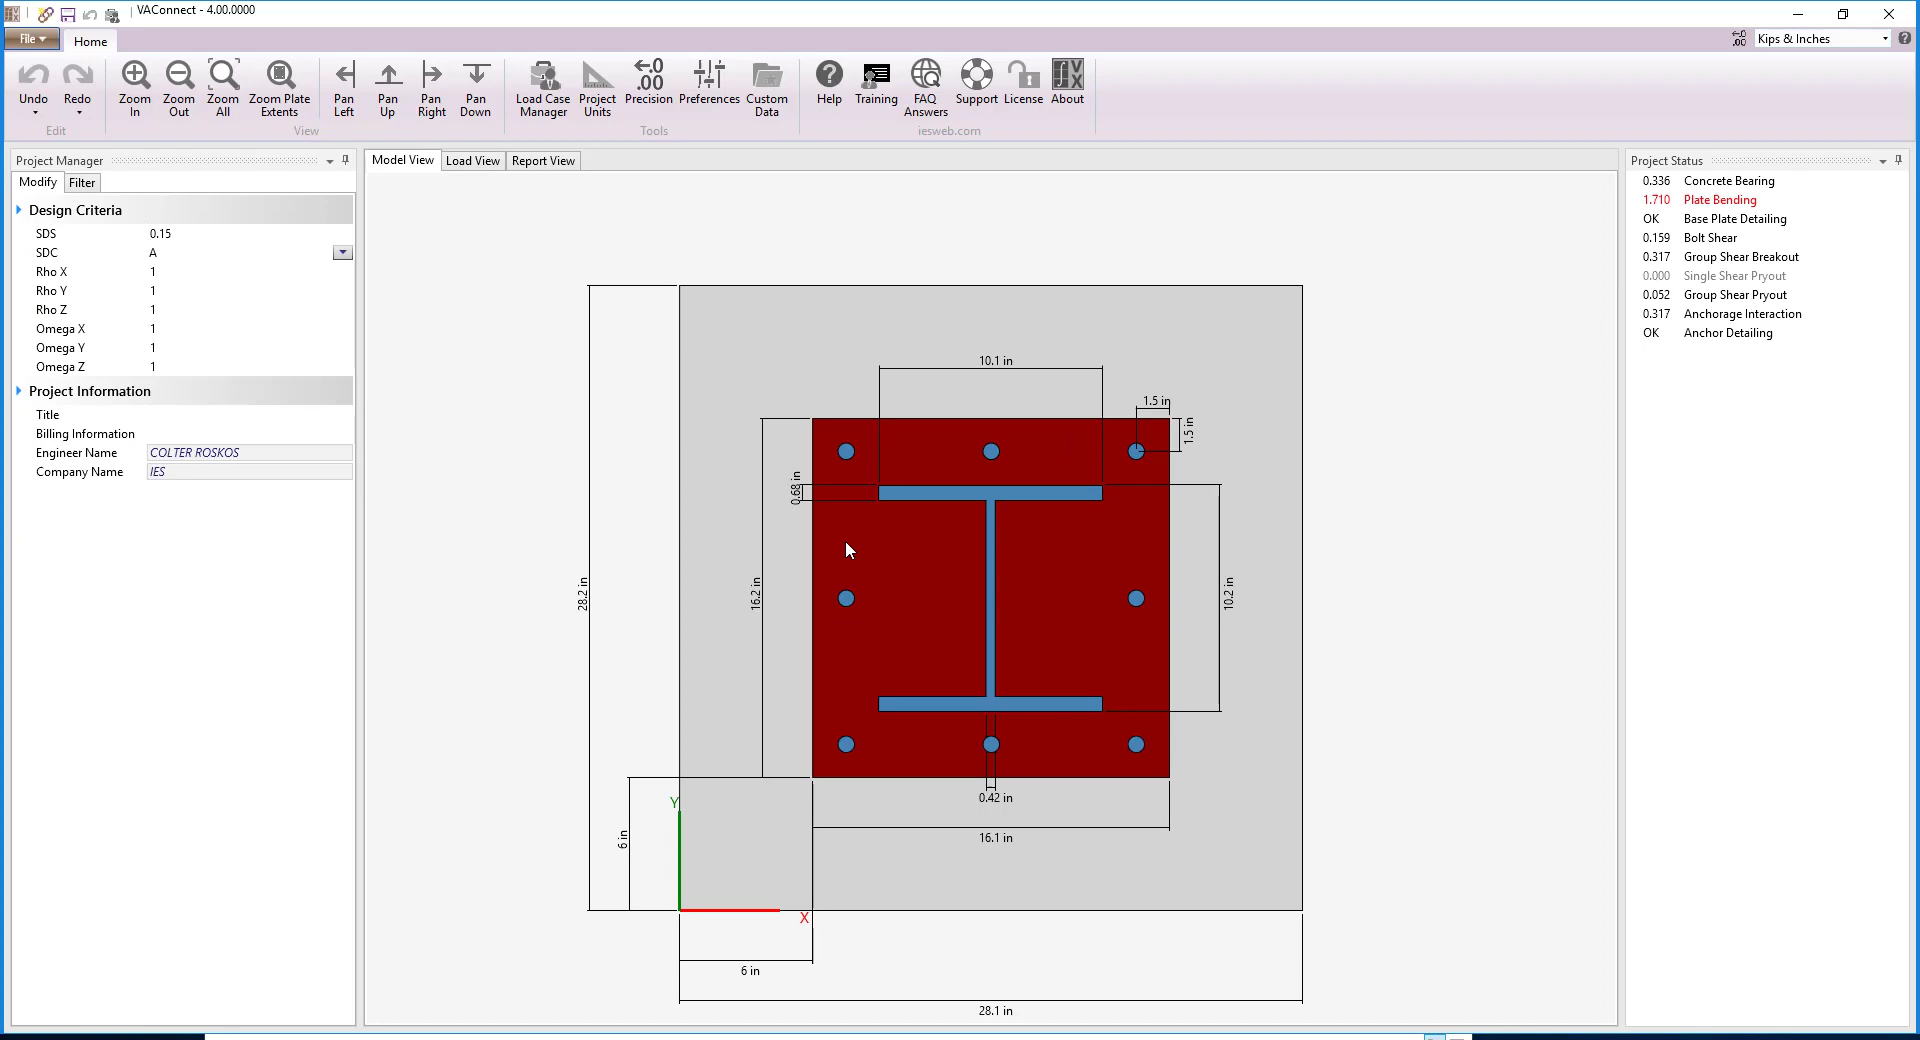 VAConnect - 4.00.0000
File
Home
Kips & Inches
Undo
Redo
Zoom In
Zoom Out
Zoom All
Zoom Plate Extents
Pan Left
Pan Up
Pan Right
Pan Down
Load Case Manager
Project Units
Precision
Preferences
Custom Data
Help
Training
FAQ Answers
Support
License
About
Edit
View
Tools
iesweb.com
Project Manager
Modify
Filter
Design Criteria
SDS 0.15
SDC A
Rho X 1
Rho Y 1
Rho Z 1
Omega X 1
Omega Y 1
Omega Z 1
Project Information
Title
Billing Information
Engineer Name COLTER ROSKOS
Company Name IES
Model View
Load View
Report View
10.1 in
1.5 in
1.5 in
0.68 in
28.2 in
16.2 in
10.2 in
0.42 in
16.1 in
Y
6 in
X
6 in
28.1 in
Project Status
0.336 Concrete Bearing
1.710 Plate Bending
OK Base Plate Detailing
0.159 Bolt Shear
0.317 Group Shear Breakout
0.000 Single Shear Pryout
0.052 Group Shear Pryout
0.317 Anchorage Interaction
OK Anchor Detailing